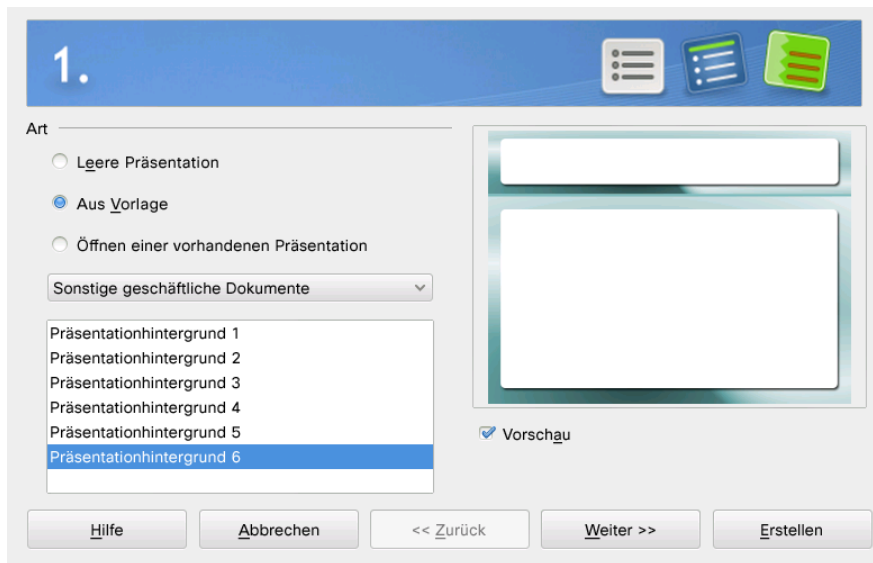 1.
Art
Leere Präsentation
Aus Vorlage
Öffnen einer vorhandenen Präsentation
Sonstige geschäftliche Dokumente
Präsentationhintergrund 1
Präsentationhintergrund 2
Präsentationhintergrund 3
Präsentationhintergrund 4
Präsentationhintergrund 5
Präsentationhintergrund 6
Vorschau
Hilfe
Abbrechen
<< Zurück
Weiter >>
Erstellen